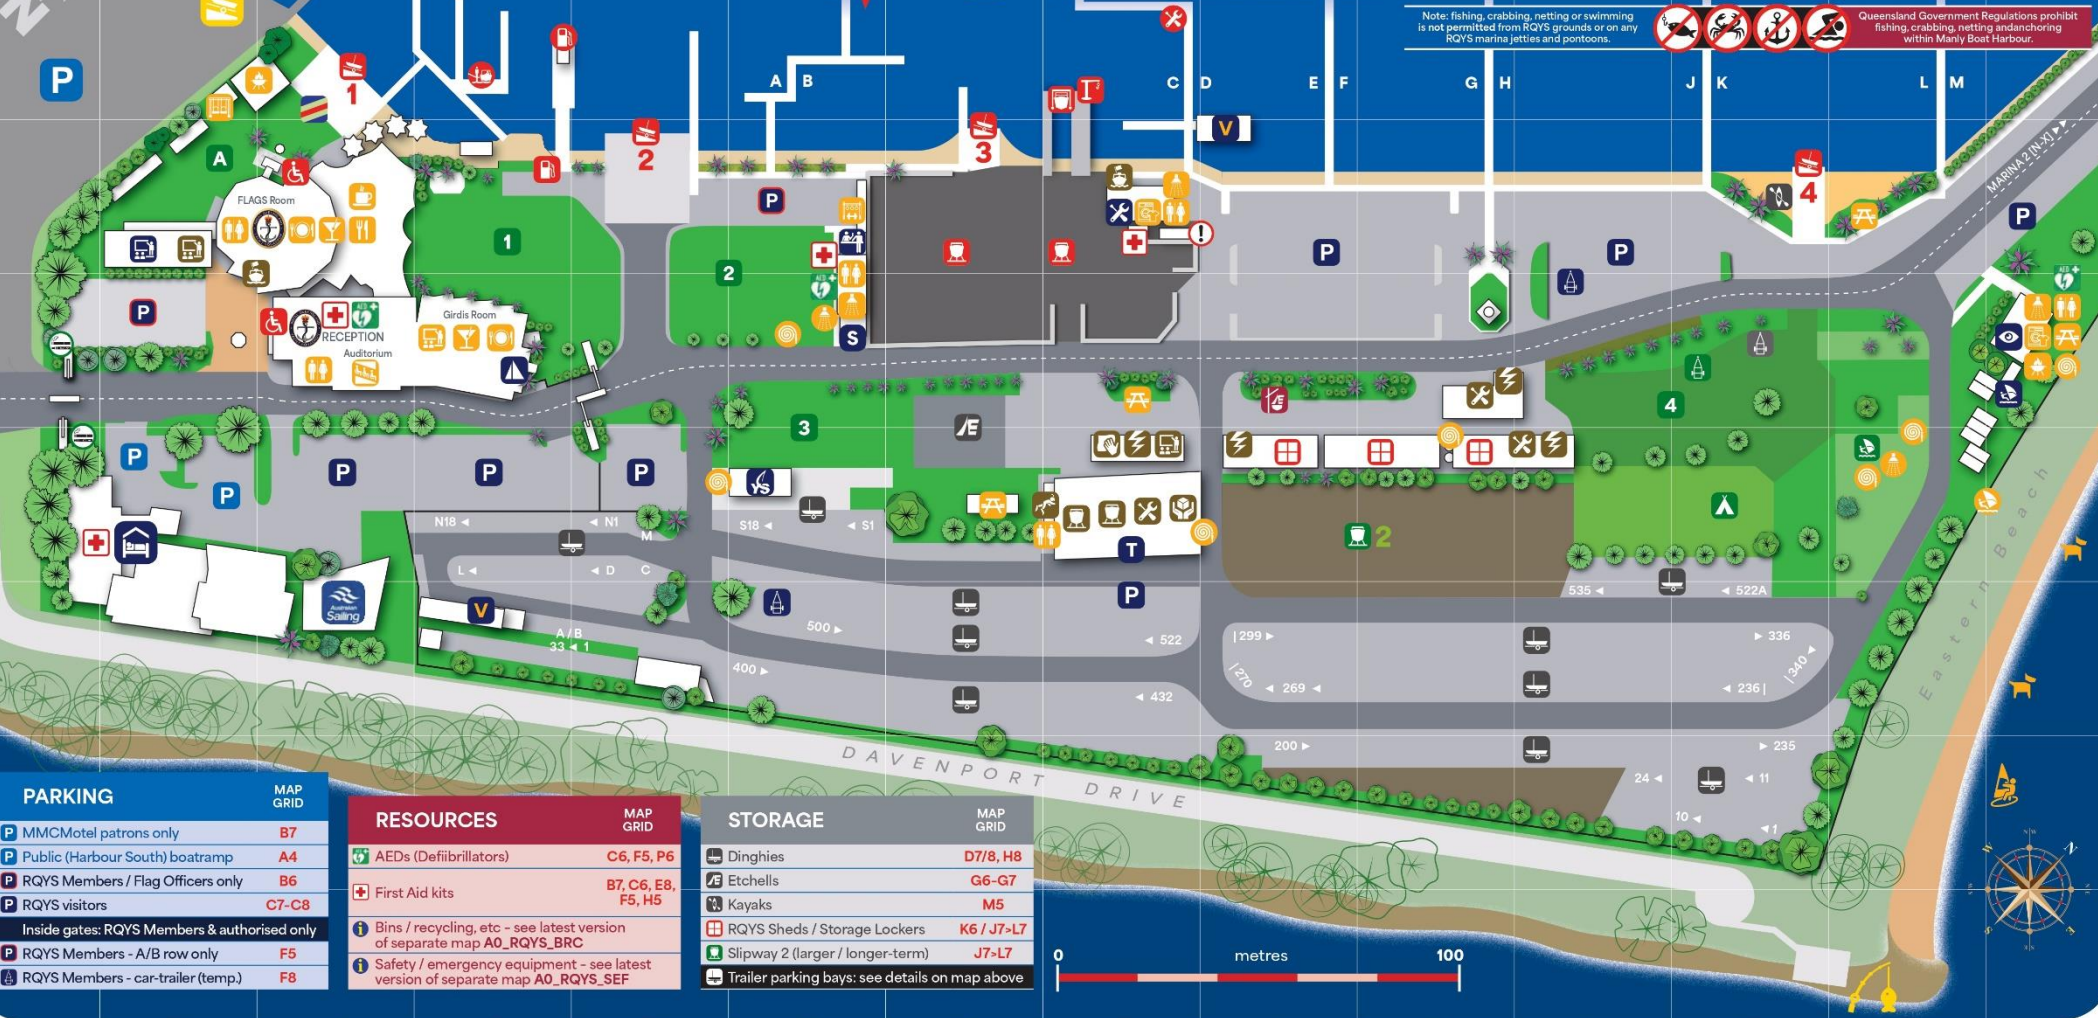 Note: fishing, crabbing, netting or swimming
is not permitted from RQYS grounds or on any
RQYS marina jetties and pontoons.
Queensland Government Regulations prohibit
fishing, crabbing, netting andanchoring
within Manly Boat Harbour.
P
1
A B
C D
E F
G H
J K
L M
2
3
V
4
MARINA 2 [N-X]
A
FLAGS Room
P
P
P
P
1
2
P
AED
S
RECEPTION
AED
Auditorium
Girdis Room
AED
P
P
P
P
P
3
4
VS
N18
N1
M
S18
S1
L
D
C
T
P
2
Australian
Sailing
V
A / B
33 1
500
522
400
432
535
522A
299
336
270
269
236
340
200
235
24
11
10
1
Eastern Beach
DAVENPORT DRIVE
PARKING
MAP
GRID
P MMCMotel patrons only B7
P Public (Harbour South) boatramp A4
P RQYS Members / Flag Officers only B6
P RQYS visitors C7-C8
Inside gates: RQYS Members & authorised only
P RQYS Members - A/B row only F5
RQYS Members - car-trailer (temp.) F8
RESOURCES
MAP
GRID
AEDs (Defiibrillators) C6, F5, P6
First Aid kits B7, C6, E8,
F5, H5
Bins / recycling, etc – see latest version
of separate map A0_RQYS_BRC
Safety / emergency equipment – see latest
version of separate map A0_RQYS_SEF
STORAGE
MAP
GRID
Dinghies D7/8, H8
Etchells G6-G7
Kayaks M5
RQYS Sheds / Storage Lockers K6 / J7>L7
Slipway 2 (larger / longer-term) J7>L7
Trailer parking bays: see details on map above
0 metres 100
N
E
S
W